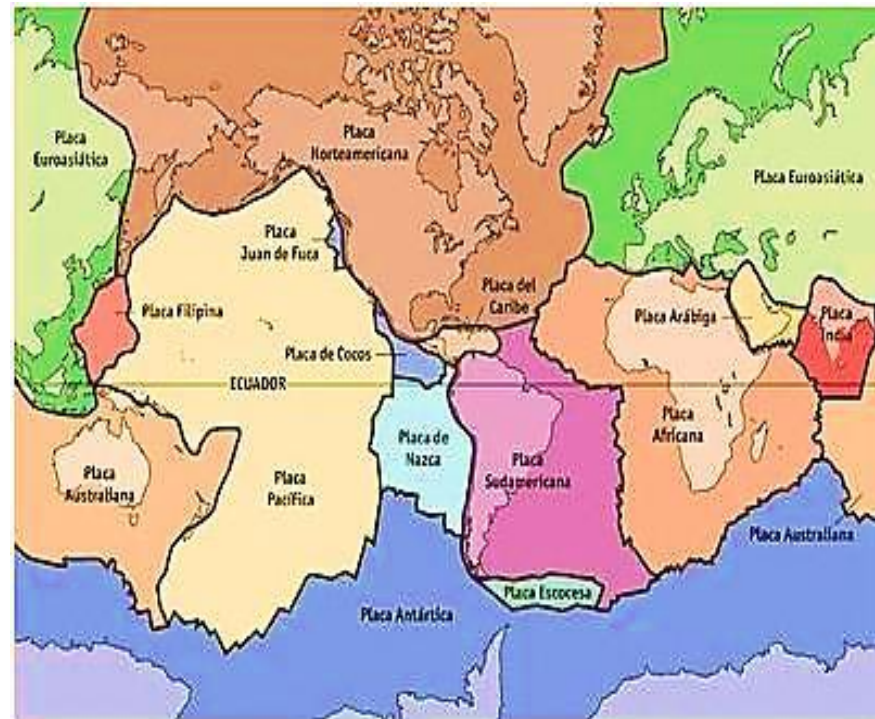 Placa
Euroasiática
Placa
Norteamericana
Placa Euroasiática
Placa
Juan de Fuca
Placa del
Caribe
Placa Filipina
Placa Arábiga
Placa
India
Placa de Cocos
ECUADOR
Placa de
Nazca
Placa
Africana
Placa
Australiana
Placa
Pacífica
Placa
Sudamericana
Placa Australiana
Placa Escocesa
Placa Antártica